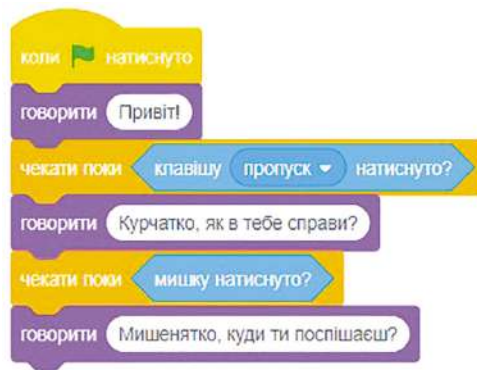 коли натиснуто
говорити Привіт!
чекати поки клавішу пропуск натиснуто?
говорити Курчатко, як в тебе справи?
чекати поки мишку натиснуто?
говорити Мишенятко, куди ти поспішаєш?